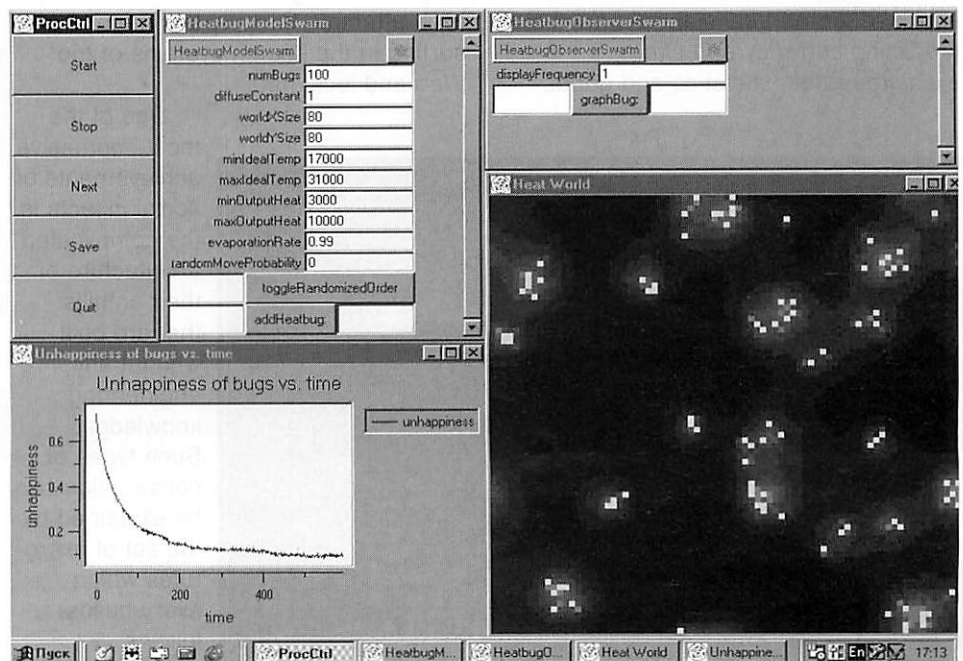 ProcCtrl
Start
Stop
Next
Save
Quit
HeatbugModelSwarm
HeatbugModelSwarm
numBugs 100
diffuseConstant 1
worldXSize 80
worldYSize 80
minIdealTemp 17000
maxIdealTemp 31000
minOutputHeat 3000
maxOutputHeat 10000
evaporationRate 0.99
randomMoveProbability 0
toggleRandomizedOrder
addHeatbug:
HeatbugObserverSwarm
HeatbugObserverSwarm
displayFrequency 1
graphBug:
Heat World
Unhappiness of bugs vs. time
Unhappiness of bugs vs. time
unhappiness
unhappiness
0.6
0.4
0.2
0
200
400
time
Пуск
ProcCtrl
HeatbugM...
HeatbugO...
Heat World
Unhappine...
En
17:13